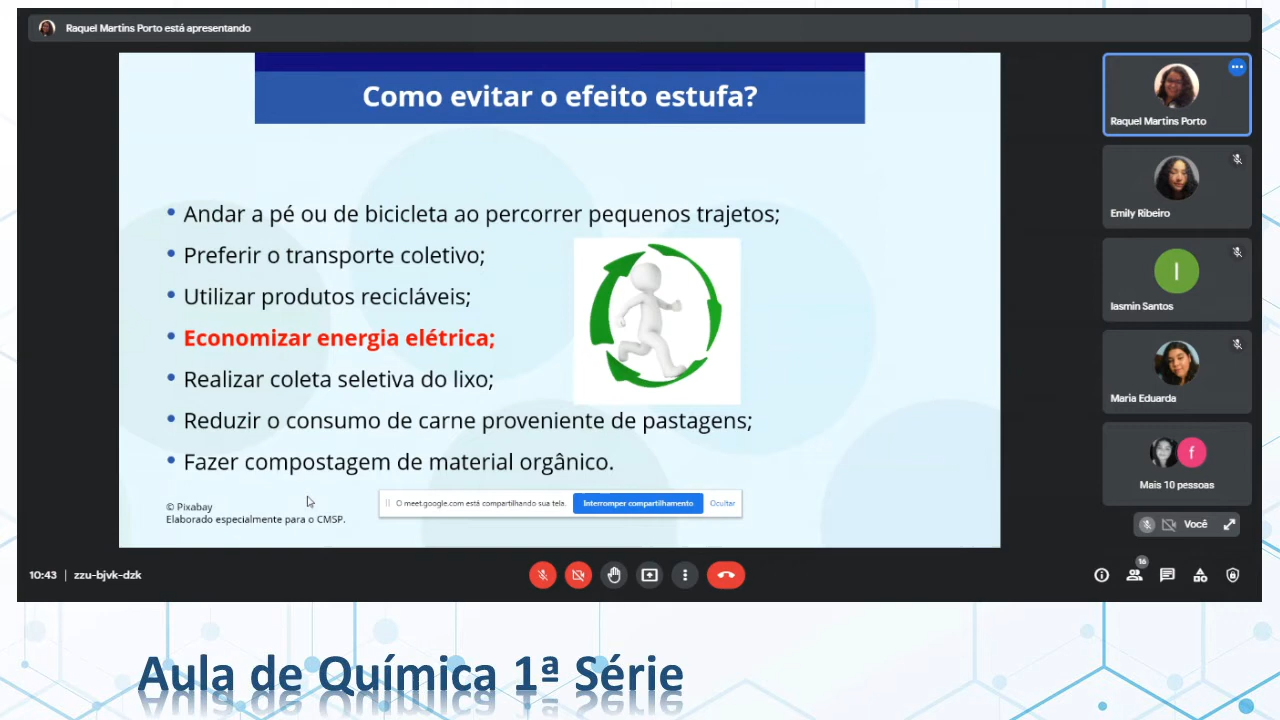 Raquel Martins Porto está apresentando
Como evitar o efeito estufa?
• Andar a pé ou de bicicleta ao percorrer pequenos trajetos;
• Preferir o transporte coletivo;
• Utilizar produtos recicláveis;
• Economizar energia elétrica;
• Realizar coleta seletiva do lixo;
• Reduzir o consumo de carne proveniente de pastagens;
• Fazer compostagem de material orgânico.
© Pixabay
Elaborado especialmente para o CMSP.
O meet.google.com está compartilhando sua tela.
Interromper compartilhamento
Ocultar
Raquel Martins Porto
Emily Ribeiro
I
Iasmin Santos
Maria Eduarda
f
Mais 10 pessoas
Você
10:43 | zzu-bjvk-dzk
16
Aula de Química 1ª Série